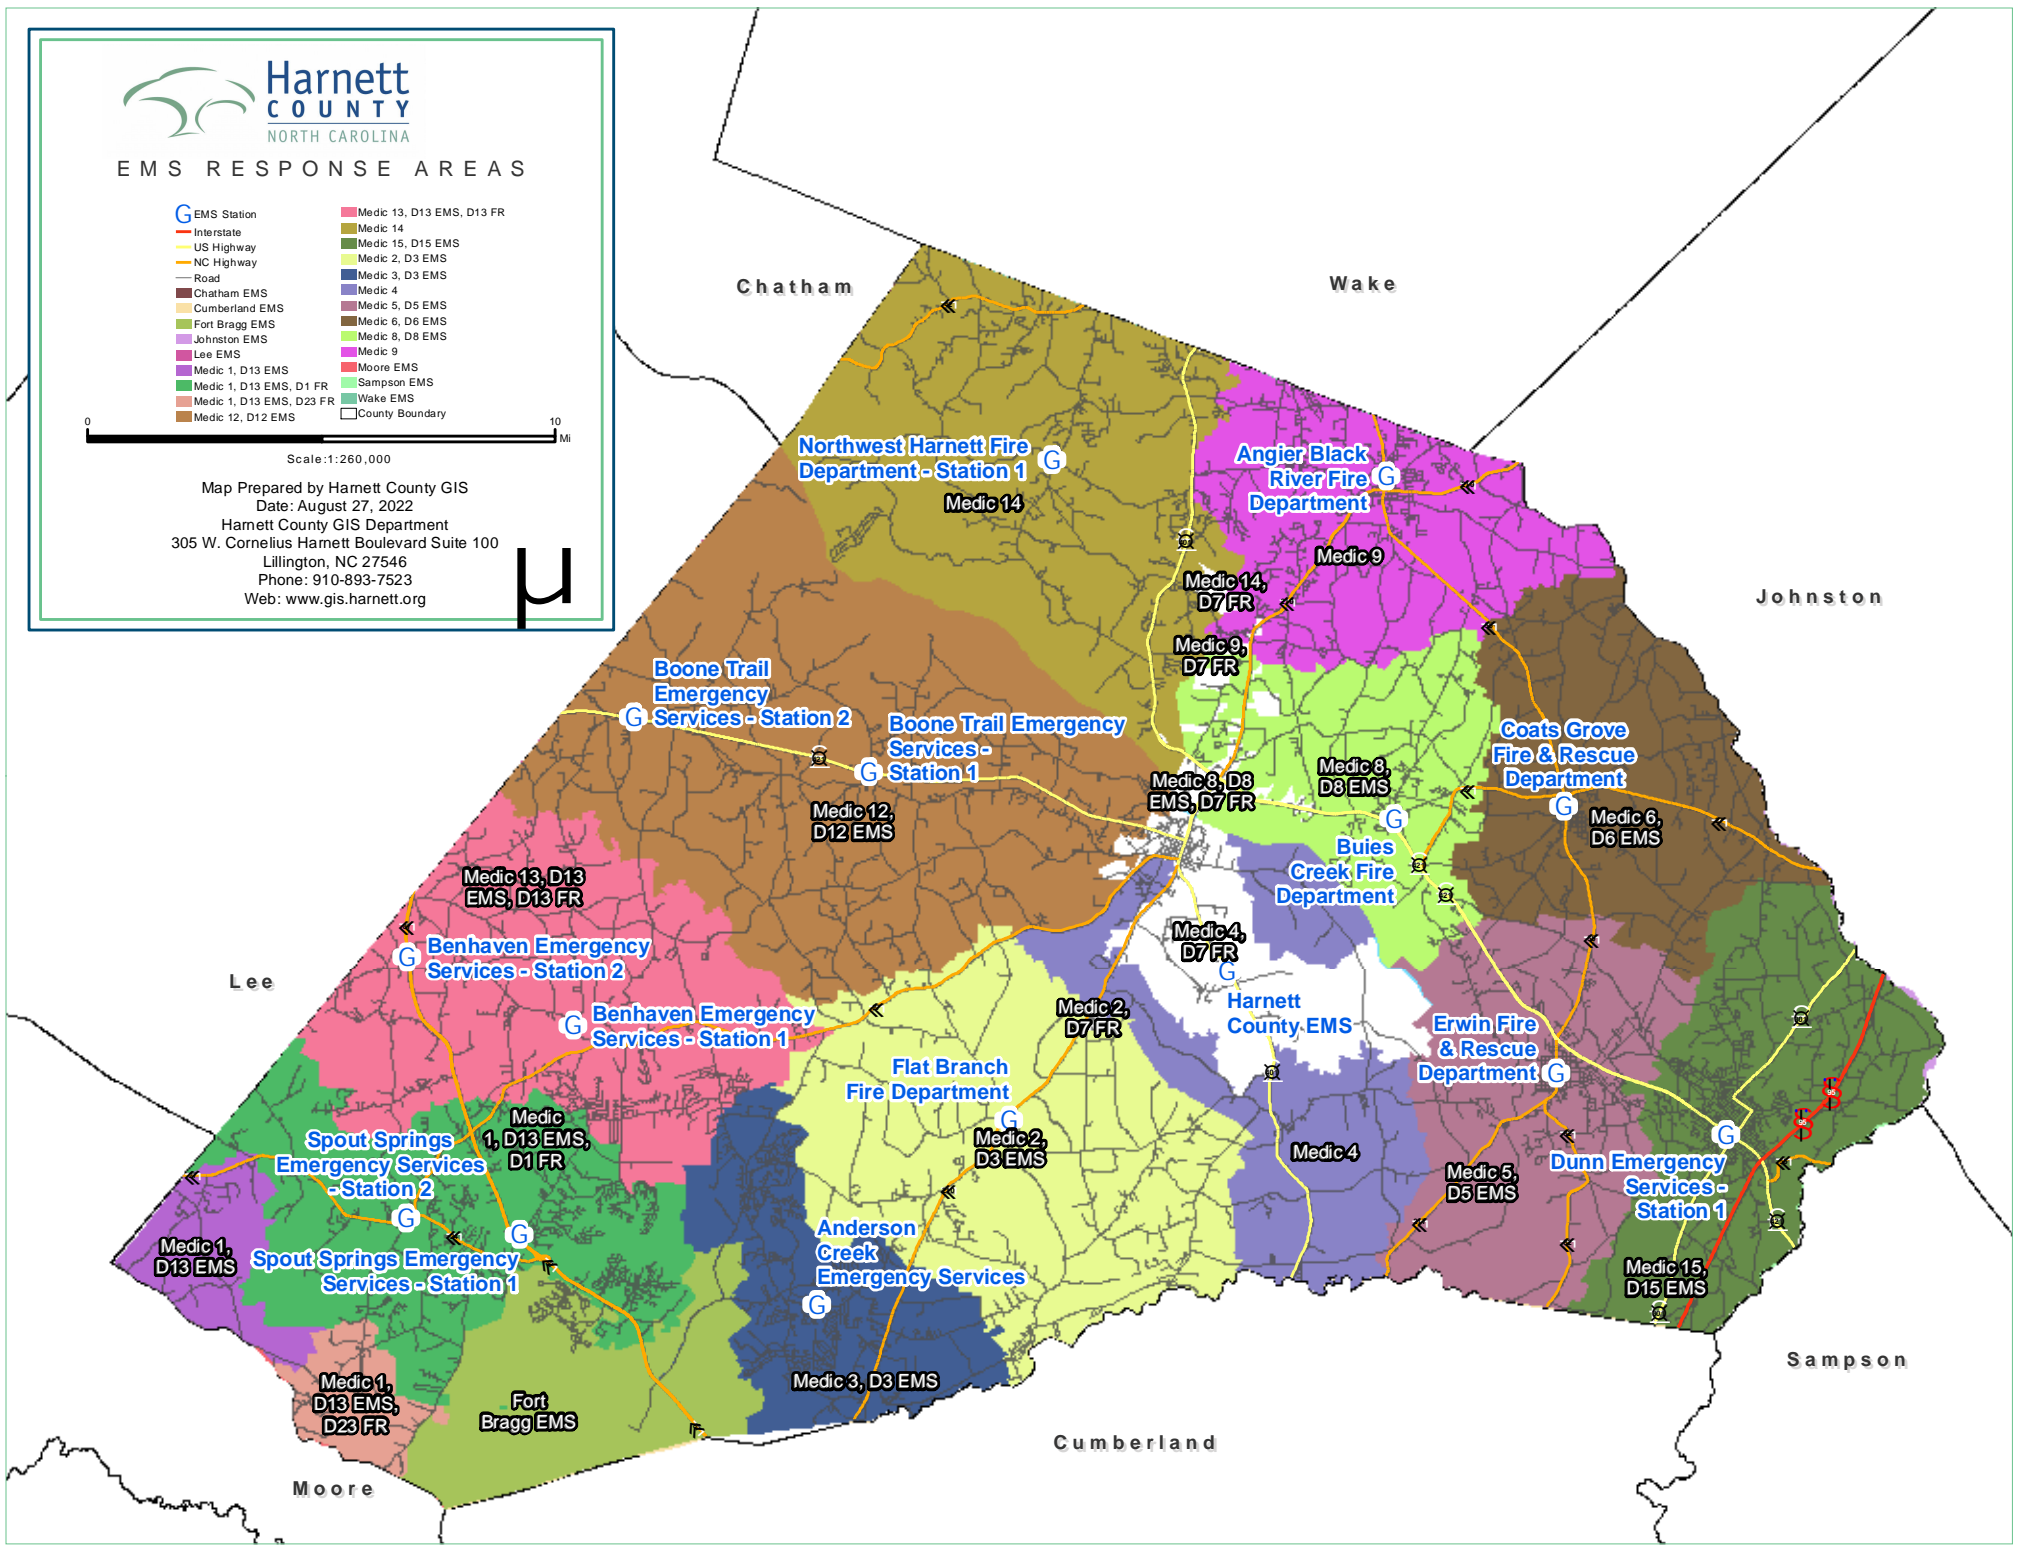 Harnett
COUNTY
NORTH CAROLINA
EMS RESPONSE AREAS
G EMS Station
Interstate
US Highway
NC Highway
Road
Chatham EMS
Cumberland EMS
Fort Bragg EMS
Johnston EMS
Lee EMS
Medic 1, D13 EMS
Medic 1, D13 EMS, D1 FR
Medic 1, D13 EMS, D23 FR
Medic 12, D12 EMS
Medic 13, D13 EMS, D13 FR
Medic 14
Medic 15, D15 EMS
Medic 2, D3 EMS
Medic 3, D3 EMS
Medic 4
Medic 5, D5 EMS
Medic 6, D6 EMS
Medic 8, D8 EMS
Medic 9
Moore EMS
Sampson EMS
Wake EMS
County Boundary
0 10
Mi
Scale:1:260,000
Map Prepared by Harnett County GIS
Date: August 27, 2022
Harnett County GIS Department
305 W. Cornelius Harnett Boulevard Suite 100
Lillington, NC 27546
Phone: 910-893-7523
Web: www.gis.harnett.org
µ
Chatham
Wake
Northwest Harnett Fire
Department - Station 1
G
Medic 14
Angier Black
River Fire
Department
G
Medic 9
Medic 14,
D7 FR
Medic 9,
D7 FR
Johnston
Boone Trail
Emergency
Services - Station 2
G
Boone Trail Emergency
Services -
Station 1
G
Medic 12,
D12 EMS
Medic 8, D8
EMS, D7 FR
Medic 8,
D8 EMS
G
Buies
Creek Fire
Department
Coats Grove
Fire & Rescue
Department
G
Medic 6,
D6 EMS
Medic 13, D13
EMS, D13 FR
Benhaven Emergency
Services - Station 2
G
Lee
Benhaven Emergency
Services - Station 1
G
Medic 4,
D7 FR
G
Harnett
County EMS
Medic 2,
D7 FR
Erwin Fire
& Rescue
Department
G
Flat Branch
Fire Department
G
Medic 2,
D3 EMS
Medic
1, D13 EMS,
D1 FR
Spout Springs
Emergency Services
- Station 2
G
Medic 4
Medic 5,
D5 EMS
95
95
G
Dunn Emergency
Services -
Station 1
Medic 15,
D15 EMS
Medic 1,
D13 EMS
G
Spout Springs Emergency
Services - Station 1
Anderson
Creek
Emergency Services
G
Medic 3, D3 EMS
Medic 1,
D13 EMS,
D23 FR
Fort
Bragg EMS
Sampson
Cumberland
Moore